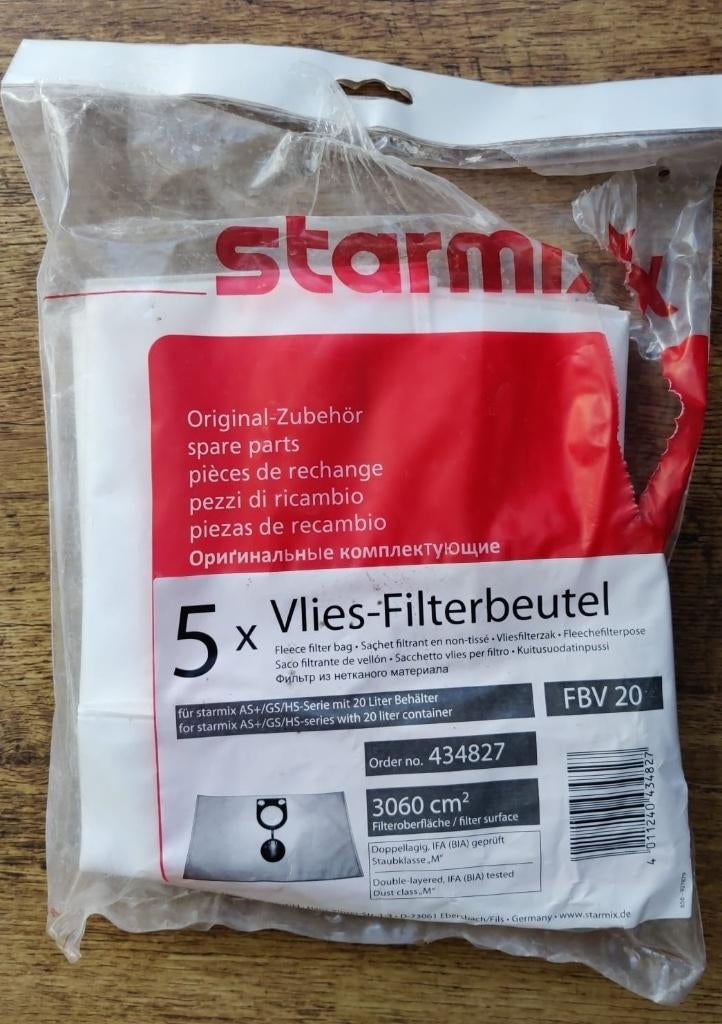 starmix
Original-Zubehör
spare parts
pièces de rechange
pezzi di ricambio
piezas de recambio
Оригинальные комплектующие
5 x Vlies-Filterbeutel
Fleece filter bag • Sachet filtrant en non-tissé • Vliesfilterzak • Fleechefilterpose
Saco filtrante de vellón • Sacchetto vlies per filtro • Kuitusuodatinpussi
Фильтр из нетканого материала
für starmix AS+/GS/HS-Serie mit 20 Liter Behälter
for starmix AS+/GS/HS-series with 20 liter container
FBV 20
Order no. 434827
3060 cm²
Filteroberfläche / filter surface
Doppellagig, IFA (BIA) geprüft
Staubklasse „M"
Double-layered, IFA (BIA) tested
Dust class „M"
4 011240 434827
D-73061 Ebersbach/Fils • Germany • www.starmix.de